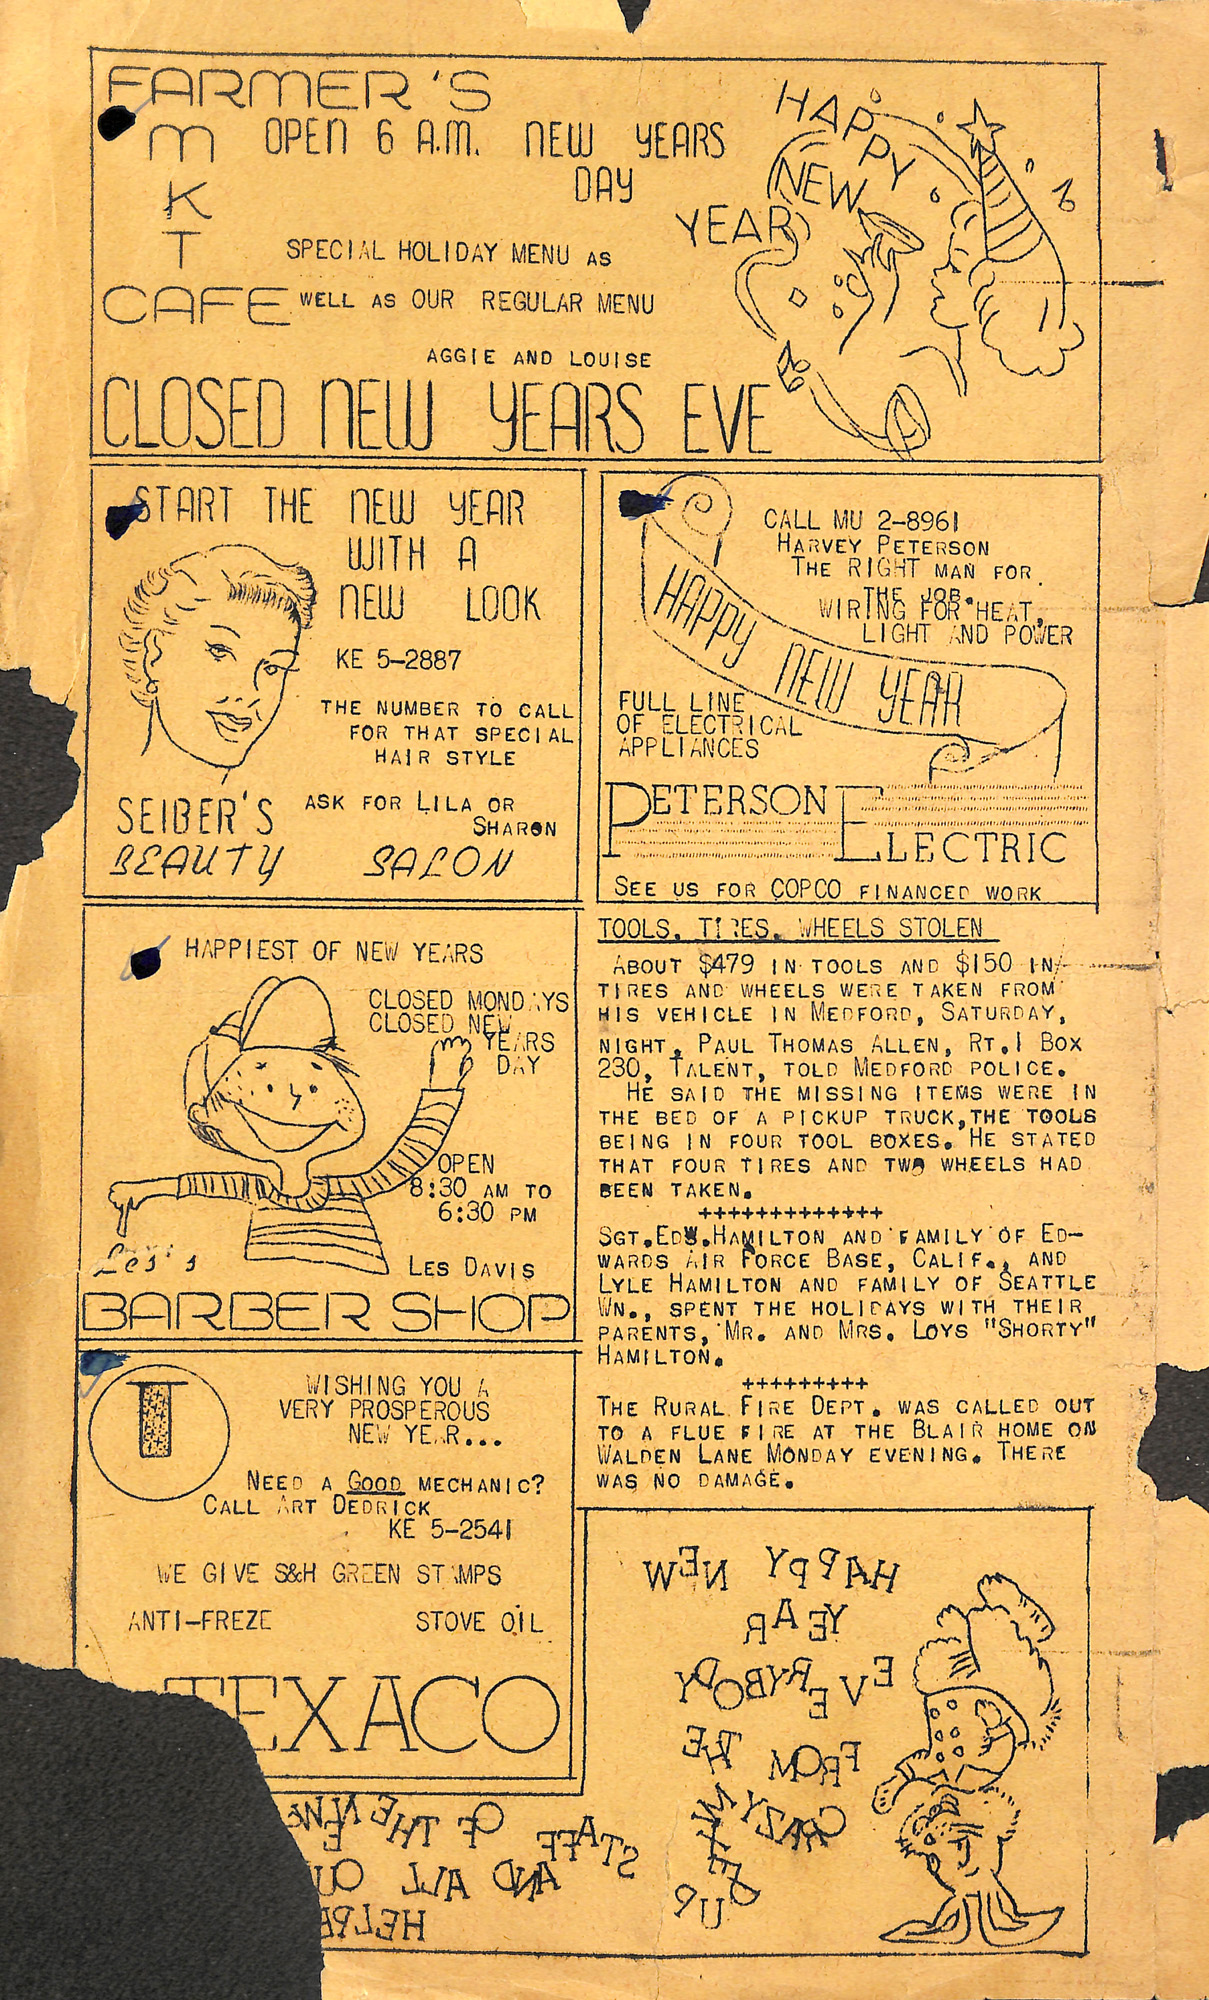 FARMER'S
MKT
CAFE
OPEN 6 A.M. NEW YEARS
DAY
SPECIAL HOLIDAY MENU AS
WELL AS OUR REGULAR MENU
AGGIE AND LOUISE
CLOSED NEW YEARS EVE
HAPPY
NEW
YEAR
START THE NEW YEAR
WITH A
NEW LOOK
KE 5-2887
THE NUMBER TO CALL
FOR THAT SPECIAL
HAIR STYLE
ASK FOR LILA OR
SHARON
SEIBER'S
BEAUTY SALON
CALL MU 2-8961
HARVEY PETERSON
THE RIGHT MAN FOR
THE JOB.
WIRING FOR HEAT,
LIGHT AND POWER
HAPPY NEW YEAR
FULL LINE
OF ELECTRICAL
APPLIANCES
PETERSON
ELECTRIC
SEE US FOR COPCO FINANCED WORK
HAPPIEST OF NEW YEARS
CLOSED MONDAYS
CLOSED NEW
YEARS
DAY
OPEN
8:30 AM TO
6:30 PM
Les's
LES DAVIS
BARBER SHOP
TOOLS, TIRES, WHEELS STOLEN
ABOUT $479 IN TOOLS AND $150 IN
TIRES AND WHEELS WERE TAKEN FROM
HIS VEHICLE IN MEDFORD, SATURDAY,
NIGHT, PAUL THOMAS ALLEN, RT.1 BOX
230, TALENT, TOLD MEDFORD POLICE.
HE SAID THE MISSING ITEMS WERE IN
THE BED OF A PICKUP TRUCK,THE TOOLS
BEING IN FOUR TOOL BOXES. HE STATED
THAT FOUR TIRES AND TWO WHEELS HAD
BEEN TAKEN.
+++++++++++++
SGT.EDW.HAMILTON AND FAMILY OF ED-
WARDS AIR FORCE BASE, CALIF., AND
LYLE HAMILTON AND FAMILY OF SEATTLE
WN., SPENT THE HOLIDAYS WITH THEIR
PARENTS, MR. AND MRS. LOYS "SHORTY"
HAMILTON.
+++++++++
THE RURAL FIRE DEPT. WAS CALLED OUT
TO A FLUE FIRE AT THE BLAIR HOME ON
WALDEN LANE MONDAY EVENING. THERE
WAS NO DAMAGE.
T
WISHING YOU A
VERY PROSPEROUS
NEW YEAR...
NEED A GOOD MECHANIC?
CALL ART DEDRICK
KE 5-2541
WE GIVE S&H GREEN STAMPS
ANTI-FREZE STOVE OIL
TEXACO
HAPPY NEW
YEAR
EVERYBODY
FROM THE
CRAZY MIXED
UP
STAFF OF THE NEWS
AND ALL OU
HELPE